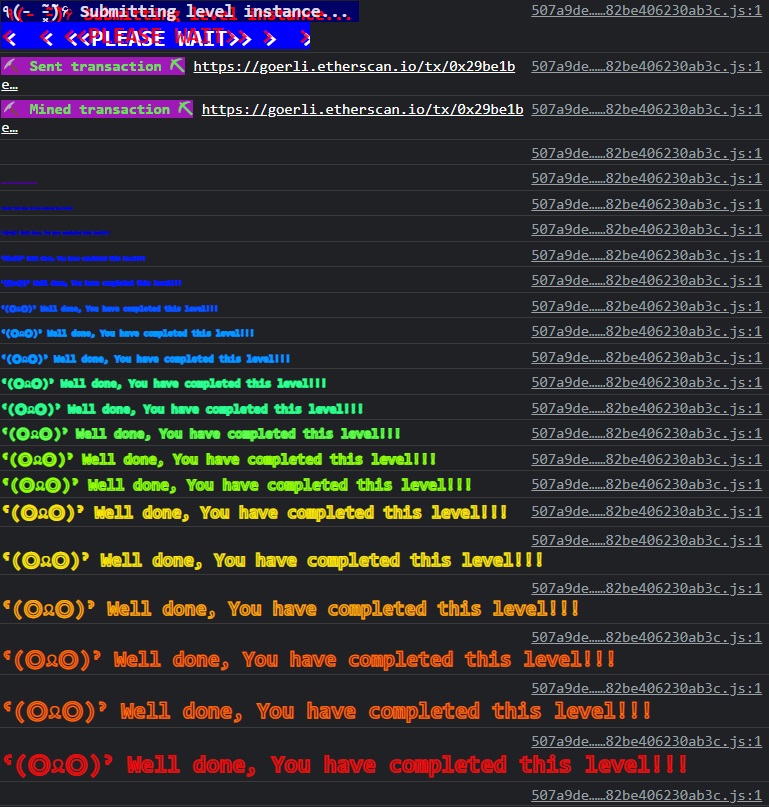 ٩(- ̮̮̃-̃)۶ Submitting level instance... 507a9de……82be406230ab3c.js:1
< < <<PLEASE WAIT>> > >
Sent transaction ⛏ https://goerli.etherscan.io/tx/0x29be1b 507a9de……82be406230ab3c.js:1
e…
Mined transaction ⛏ https://goerli.etherscan.io/tx/0x29be1b 507a9de……82be406230ab3c.js:1
e…
507a9de……82be406230ab3c.js:1
507a9de……82be406230ab3c.js:1
507a9de……82be406230ab3c.js:1
507a9de……82be406230ab3c.js:1
507a9de……82be406230ab3c.js:1
Well done, You have completed this level!!! 507a9de……82be406230ab3c.js:1
ˁ(⦿ᴥ⦿)ˀ Well done, You have completed this level!!! 507a9de……82be406230ab3c.js:1
ˁ(⦿ᴥ⦿)ˀ Well done, You have completed this level!!! 507a9de……82be406230ab3c.js:1
ˁ(⦿ᴥ⦿)ˀ Well done, You have completed this level!!! 507a9de……82be406230ab3c.js:1
ˁ(⦿ᴥ⦿)ˀ Well done, You have completed this level!!! 507a9de……82be406230ab3c.js:1
ˁ(⦿ᴥ⦿)ˀ Well done, You have completed this level!!! 507a9de……82be406230ab3c.js:1
ˁ(⦿ᴥ⦿)ˀ Well done, You have completed this level!!! 507a9de……82be406230ab3c.js:1
ˁ(⦿ᴥ⦿)ˀ Well done, You have completed this level!!! 507a9de……82be406230ab3c.js:1
ˁ(⦿ᴥ⦿)ˀ Well done, You have completed this level!!! 507a9de……82be406230ab3c.js:1
ˁ(⦿ᴥ⦿)ˀ Well done, You have completed this level!!! 507a9de……82be406230ab3c.js:1
507a9de……82be406230ab3c.js:1
ˁ(⦿ᴥ⦿)ˀ Well done, You have completed this level!!!
507a9de……82be406230ab3c.js:1
ˁ(⦿ᴥ⦿)ˀ Well done, You have completed this level!!!
507a9de……82be406230ab3c.js:1
ˁ(⦿ᴥ⦿)ˀ Well done, You have completed this level!!!
507a9de……82be406230ab3c.js:1
ˁ(⦿ᴥ⦿)ˀ Well done, You have completed this level!!!
507a9de……82be406230ab3c.js:1
ˁ(⦿ᴥ⦿)ˀ Well done, You have completed this level!!!
507a9de……82be406230ab3c.js:1